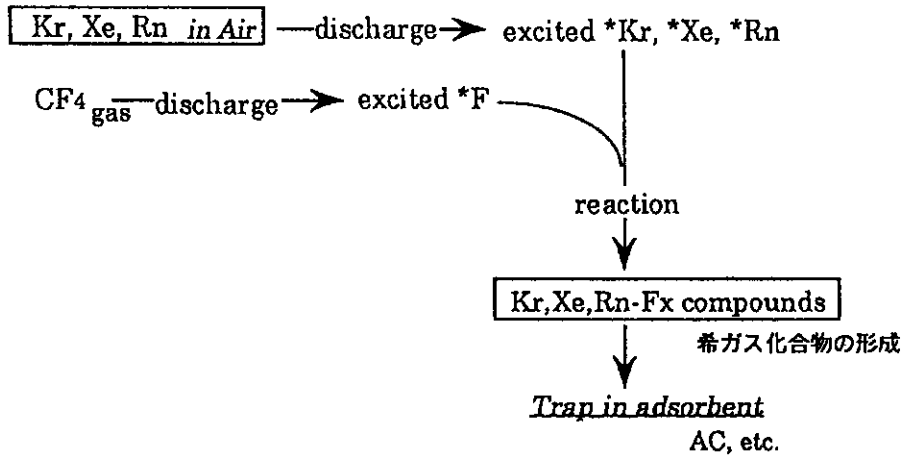 Kr, Xe, Rn in Air —discharge→ excited *Kr, *Xe, *Rn
CF4 gas — discharge → excited *F
reaction
Kr,Xe,Rn-Fx compounds
希ガス化合物の形成
Trap in adsorbent
AC, etc.